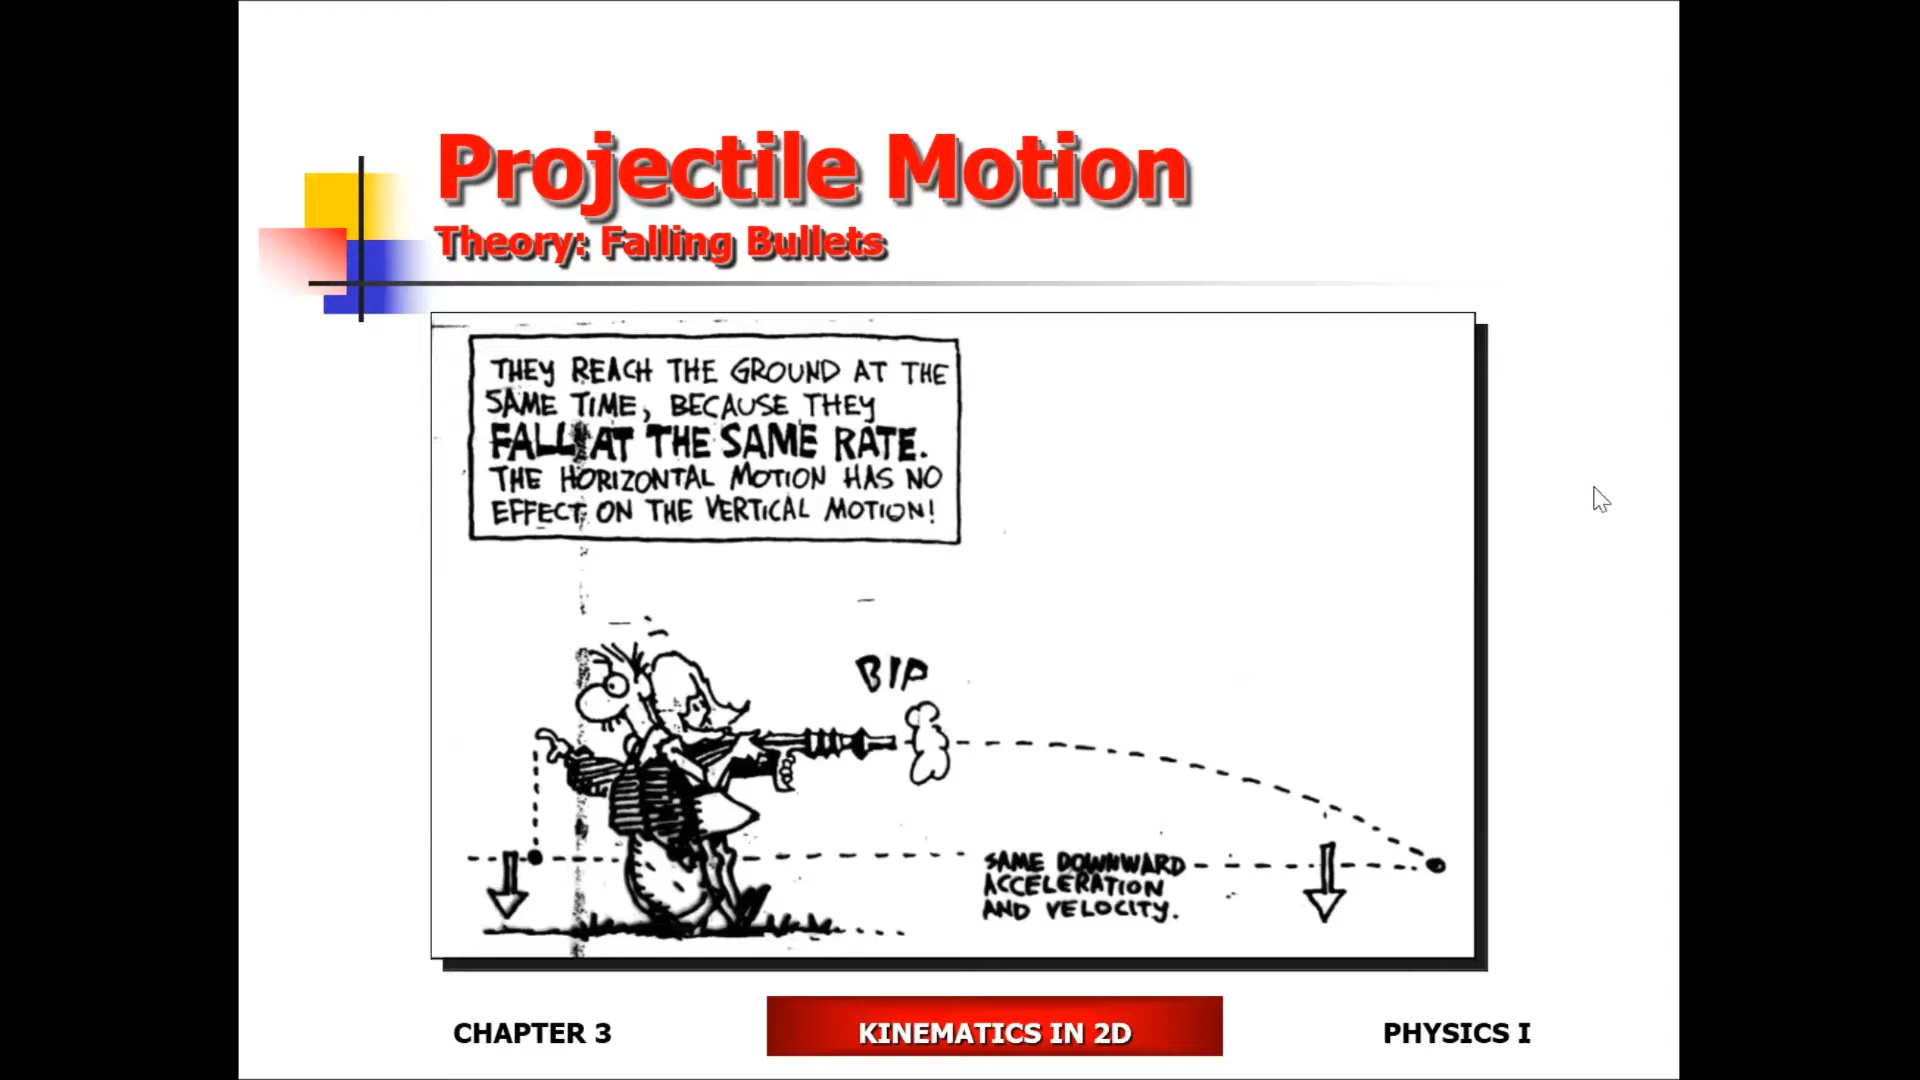 Projectile Motion
Theory: Falling Bullets
THEY REACH THE GROUND AT THE
SAME TIME, BECAUSE THEY
FALL AT THE SAME RATE.
THE HORIZONTAL MOTION HAS NO
EFFECT ON THE VERTICAL MOTION!
BIP
SAME DOWNWARD
ACCELERATION
AND VELOCITY.
CHAPTER 3
KINEMATICS IN 2D
PHYSICS I